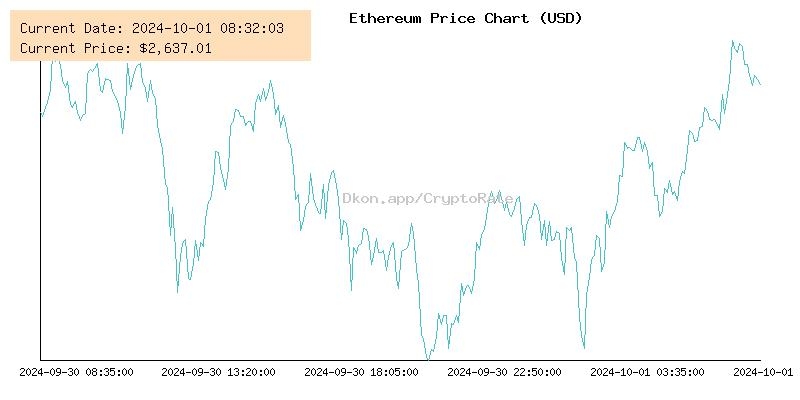 Ethereum Price Chart (USD)
Current Date: 2024-10-01 08:32:03
Current Price: $2,637.01
Dkon.app/CryptoRate
2024-09-30 08:35:00 2024-09-30 13:20:00 2024-09-30 18:05:00 2024-09-30 22:50:00 2024-10-01 03:35:00 2024-10-01